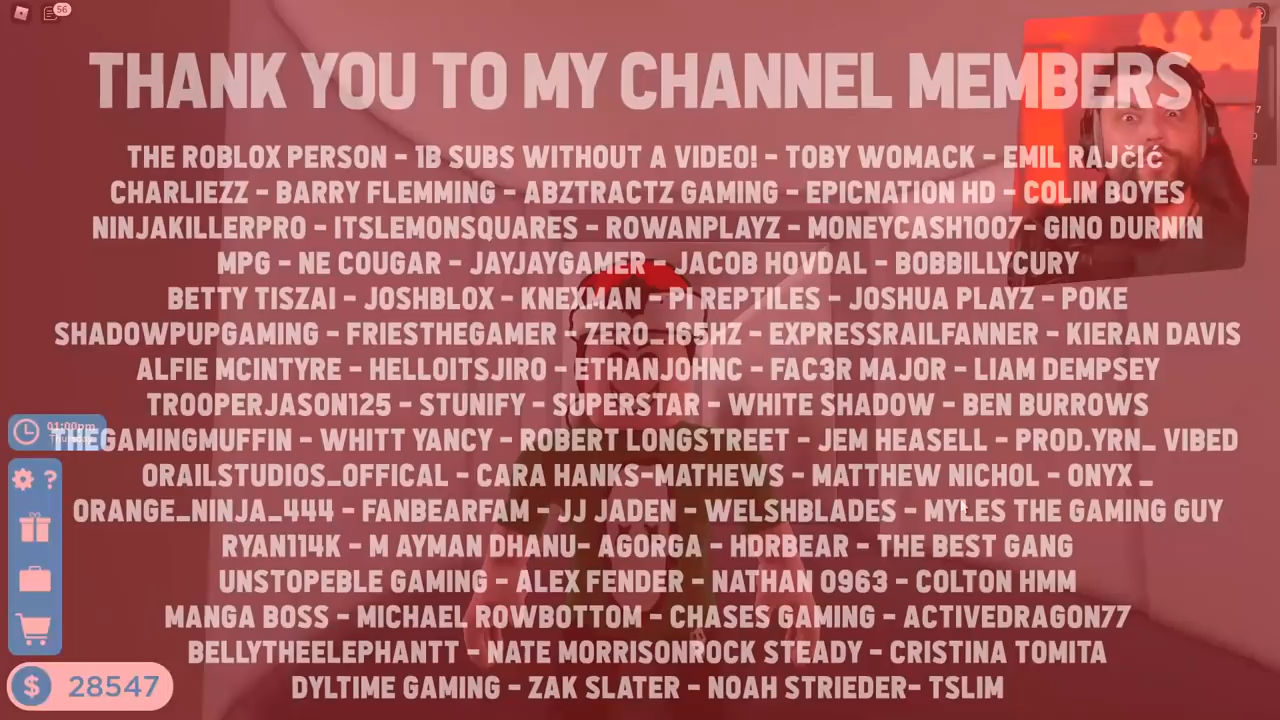 56
THANK YOU TO MY CHANNEL MEMBERS
THE ROBLOX PERSON - 1B SUBS WITHOUT A VIDEO! - TOBY WOMACK - EMIL RAJčIć
CHARLIEZZ - BARRY FLEMMING - ABZTRACTZ GAMING - EPICNATION HD - COLIN BOYES
NINJAKILLERPRO - ITSLEMONSQUARES - ROWANPLAYZ - MONEYCASH1007- GINO DURNIN
MPG - NE COUGAR - JAYJAYGAMER - JACOB HOVDAL - BOBBILLYCURY
BETTY TISZAI - JOSHBLOX - KNEXMAN - PI REPTILES - JOSHUA PLAYZ - POKE
SHADOWPUPGAMING - FRIESTHEGAMER - ZERO_165HZ - EXPRESSRAILFANNER - KIERAN DAVIS
ALFIE MCINTYRE - HELLOITSJIRO - ETHANJOHNC - FAC3R MAJOR - LIAM DEMPSEY
TROOPERJASON125 - STUNIFY - SUPERSTAR - WHITE SHADOW - BEN BURROWS
01:00pm
Thursday
THEGAMINGMUFFIN - WHITT YANCY - ROBERT LONGSTREET - JEM HEASELL - PROD.YRN_ VIBED
ORAILSTUDIOS_OFFICAL - CARA HANKS-MATHEWS - MATTHEW NICHOL - ONYX _
ORANGE_NINJA_444 - FANBEARFAM - JJ JADEN - WELSHBLADES - MYLES THE GAMING GUY
RYAN114K - M AYMAN DHANU- AGORGA - HDRBEAR - THE BEST GANG
UNSTOPEBLE GAMING - ALEX FENDER - NATHAN 0963 - COLTON HMM
MANGA BOSS - MICHAEL ROWBOTTOM - CHASES GAMING - ACTIVEDRAGON77
BELLYTHEELEPHANTT - NATE MORRISONROCK STEADY - CRISTINA TOMITA
DYLTIME GAMING - ZAK SLATER - NOAH STRIEDER- TSLIM
?
$ 28547